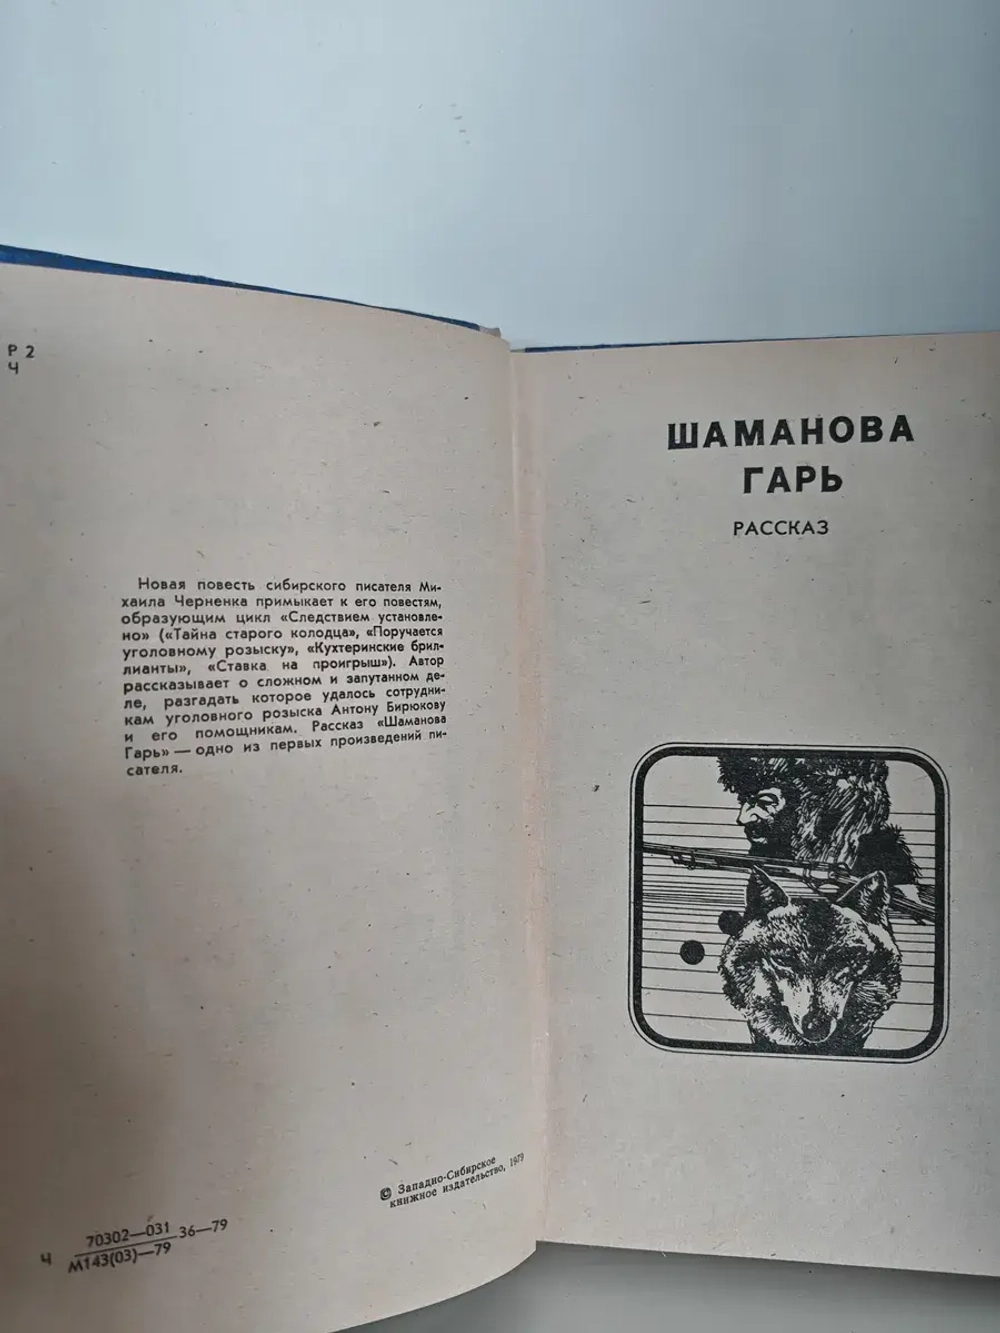 Р 2
Ч
Новая повесть сибирского писателя Ми-
хаила Черненка примыкает к его повестям,
образующим цикл «Следствием установле-
но» («Тайна старого колодца», «Поручается
уголовному розыску», «Кухтеринские брил-
лианты», «Ставка на проигрыш»). Автор
рассказывает о сложном и запутанном де-
ле, разгадать которое удалось сотрудни-
кам уголовного розыска Антону Бирюкову
и его помощникам. Рассказ «Шаманова
Гарь» — одно из первых произведений пи-
сателя.
© Западно-Сибирское
книжное издательство, 1979
Ч 70302—031 36—79
М143(03)—79
ШАМАНОВА
ГАРЬ
РАССКАЗ